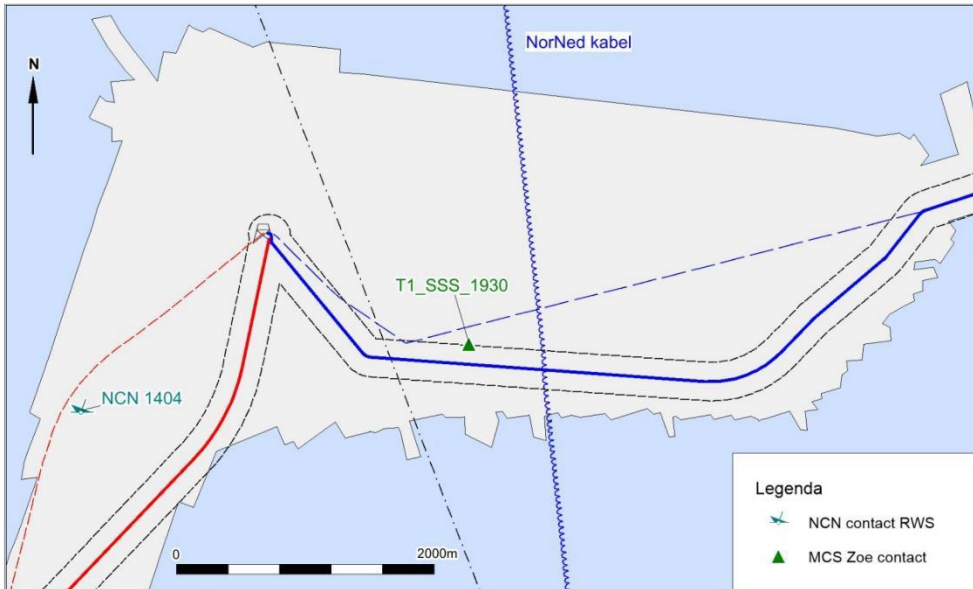 NorNed kabel
N
T1_SSS_1930
NCN 1404
0 2000m
Legenda
NCN contact RWS
MCS Zoe contact